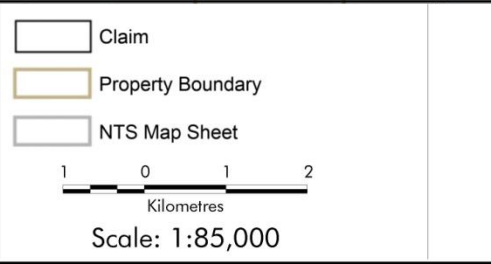 Claim
Property Boundary
NTS Map Sheet
1 0 1 2
Kilometres
Scale: 1:85,000